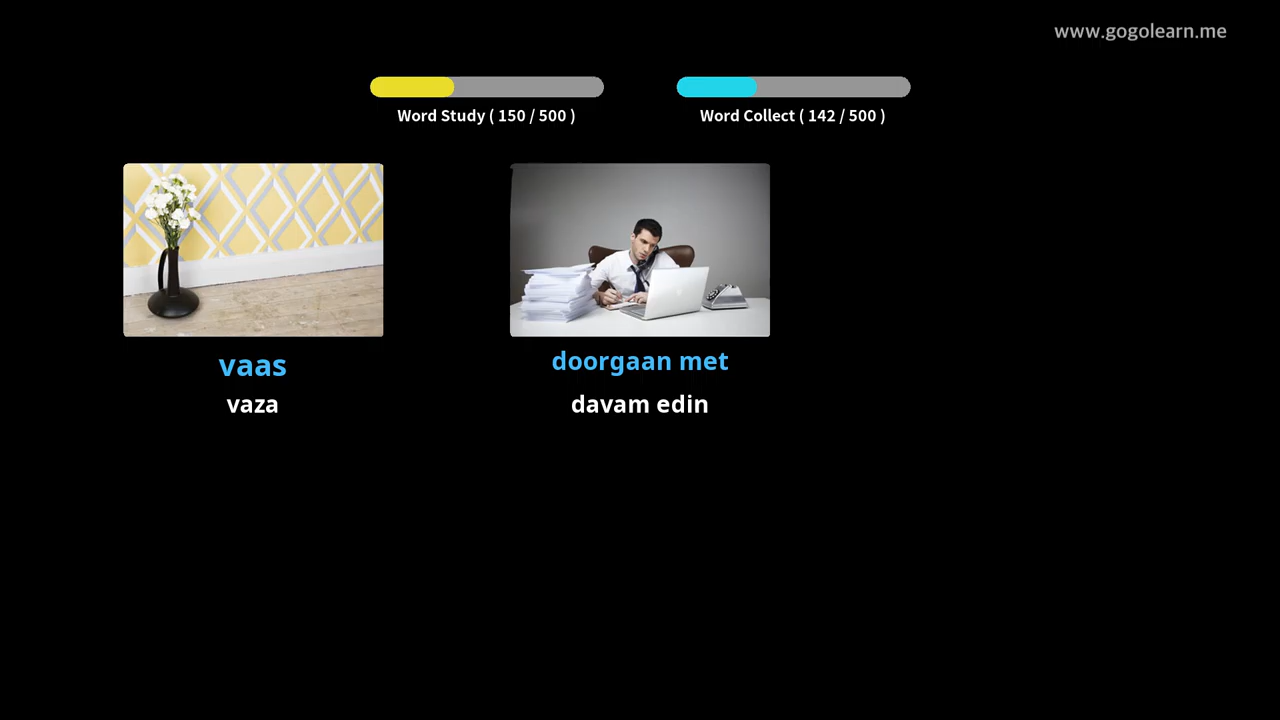 www.gogolearn.me
Word Study ( 150 / 500 )
Word Collect ( 142 / 500 )
vaas
vaza
doorgaan met
davam edin